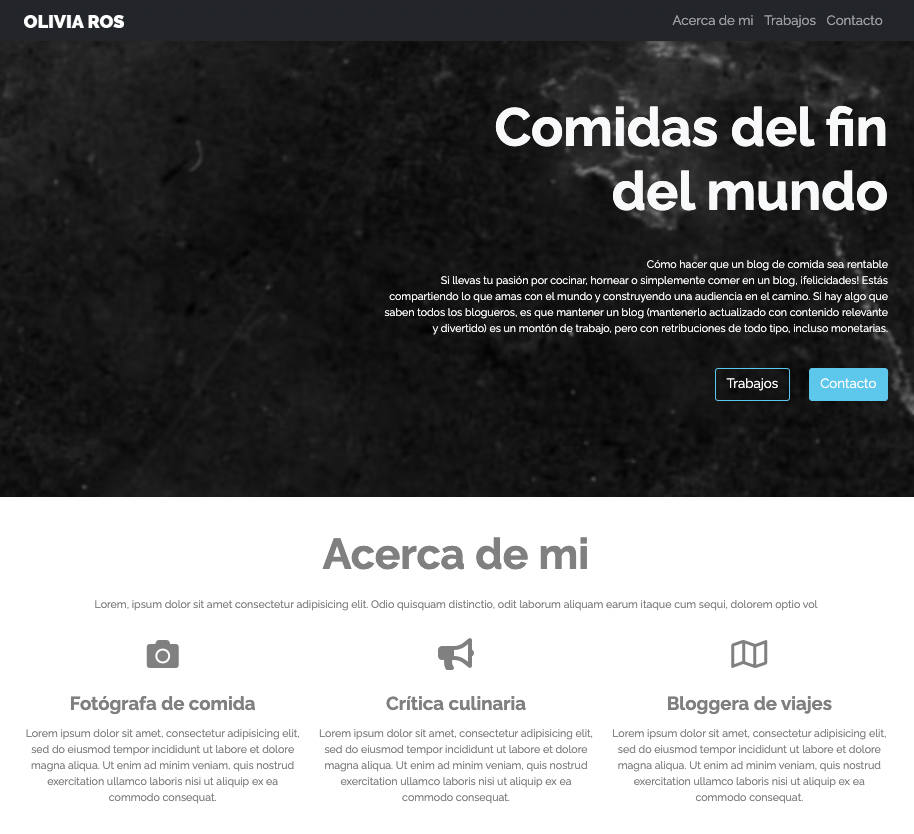 OLIVIA ROS
Acerca de mi Trabajos Contacto
Comidas del fin
del mundo
Cómo hacer que un blog de comida sea rentable
Si llevas tu pasión por cocinar, hornear o simplemente comer en un blog, ¡felicidades! Estás
compartiendo lo que amas con el mundo y construyendo una audiencia en el camino. Si hay algo que
saben todos los blogueros, es que mantener un blog (mantenerlo actualizado con contenido relevante
y divertido) es un montón de trabajo, pero con retribuciones de todo tipo, incluso monetarias.
Trabajos Contacto
Acerca de mi
Lorem, ipsum dolor sit amet consectetur adipisicing elit. Odio quisquam distinctio, odit laborum aliquam earum itaque cum sequi, dolorem optio vol
Fotógrafa de comida
Lorem ipsum dolor sit amet, consectetur adipisicing elit,
sed do eiusmod tempor incididunt ut labore et dolore
magna aliqua. Ut enim ad minim veniam, quis nostrud
exercitation ullamco laboris nisi ut aliquip ex ea
commodo consequat.
Crítica culinaria
Lorem ipsum dolor sit amet, consectetur adipisicing elit,
sed do eiusmod tempor incididunt ut labore et dolore
magna aliqua. Ut enim ad minim veniam, quis nostrud
exercitation ullamco laboris nisi ut aliquip ex ea
commodo consequat.
Bloggera de viajes
Lorem ipsum dolor sit amet, consectetur adipisicing elit,
sed do eiusmod tempor incididunt ut labore et dolore
magna aliqua. Ut enim ad minim veniam, quis nostrud
exercitation ullamco laboris nisi ut aliquip ex ea
commodo consequat.